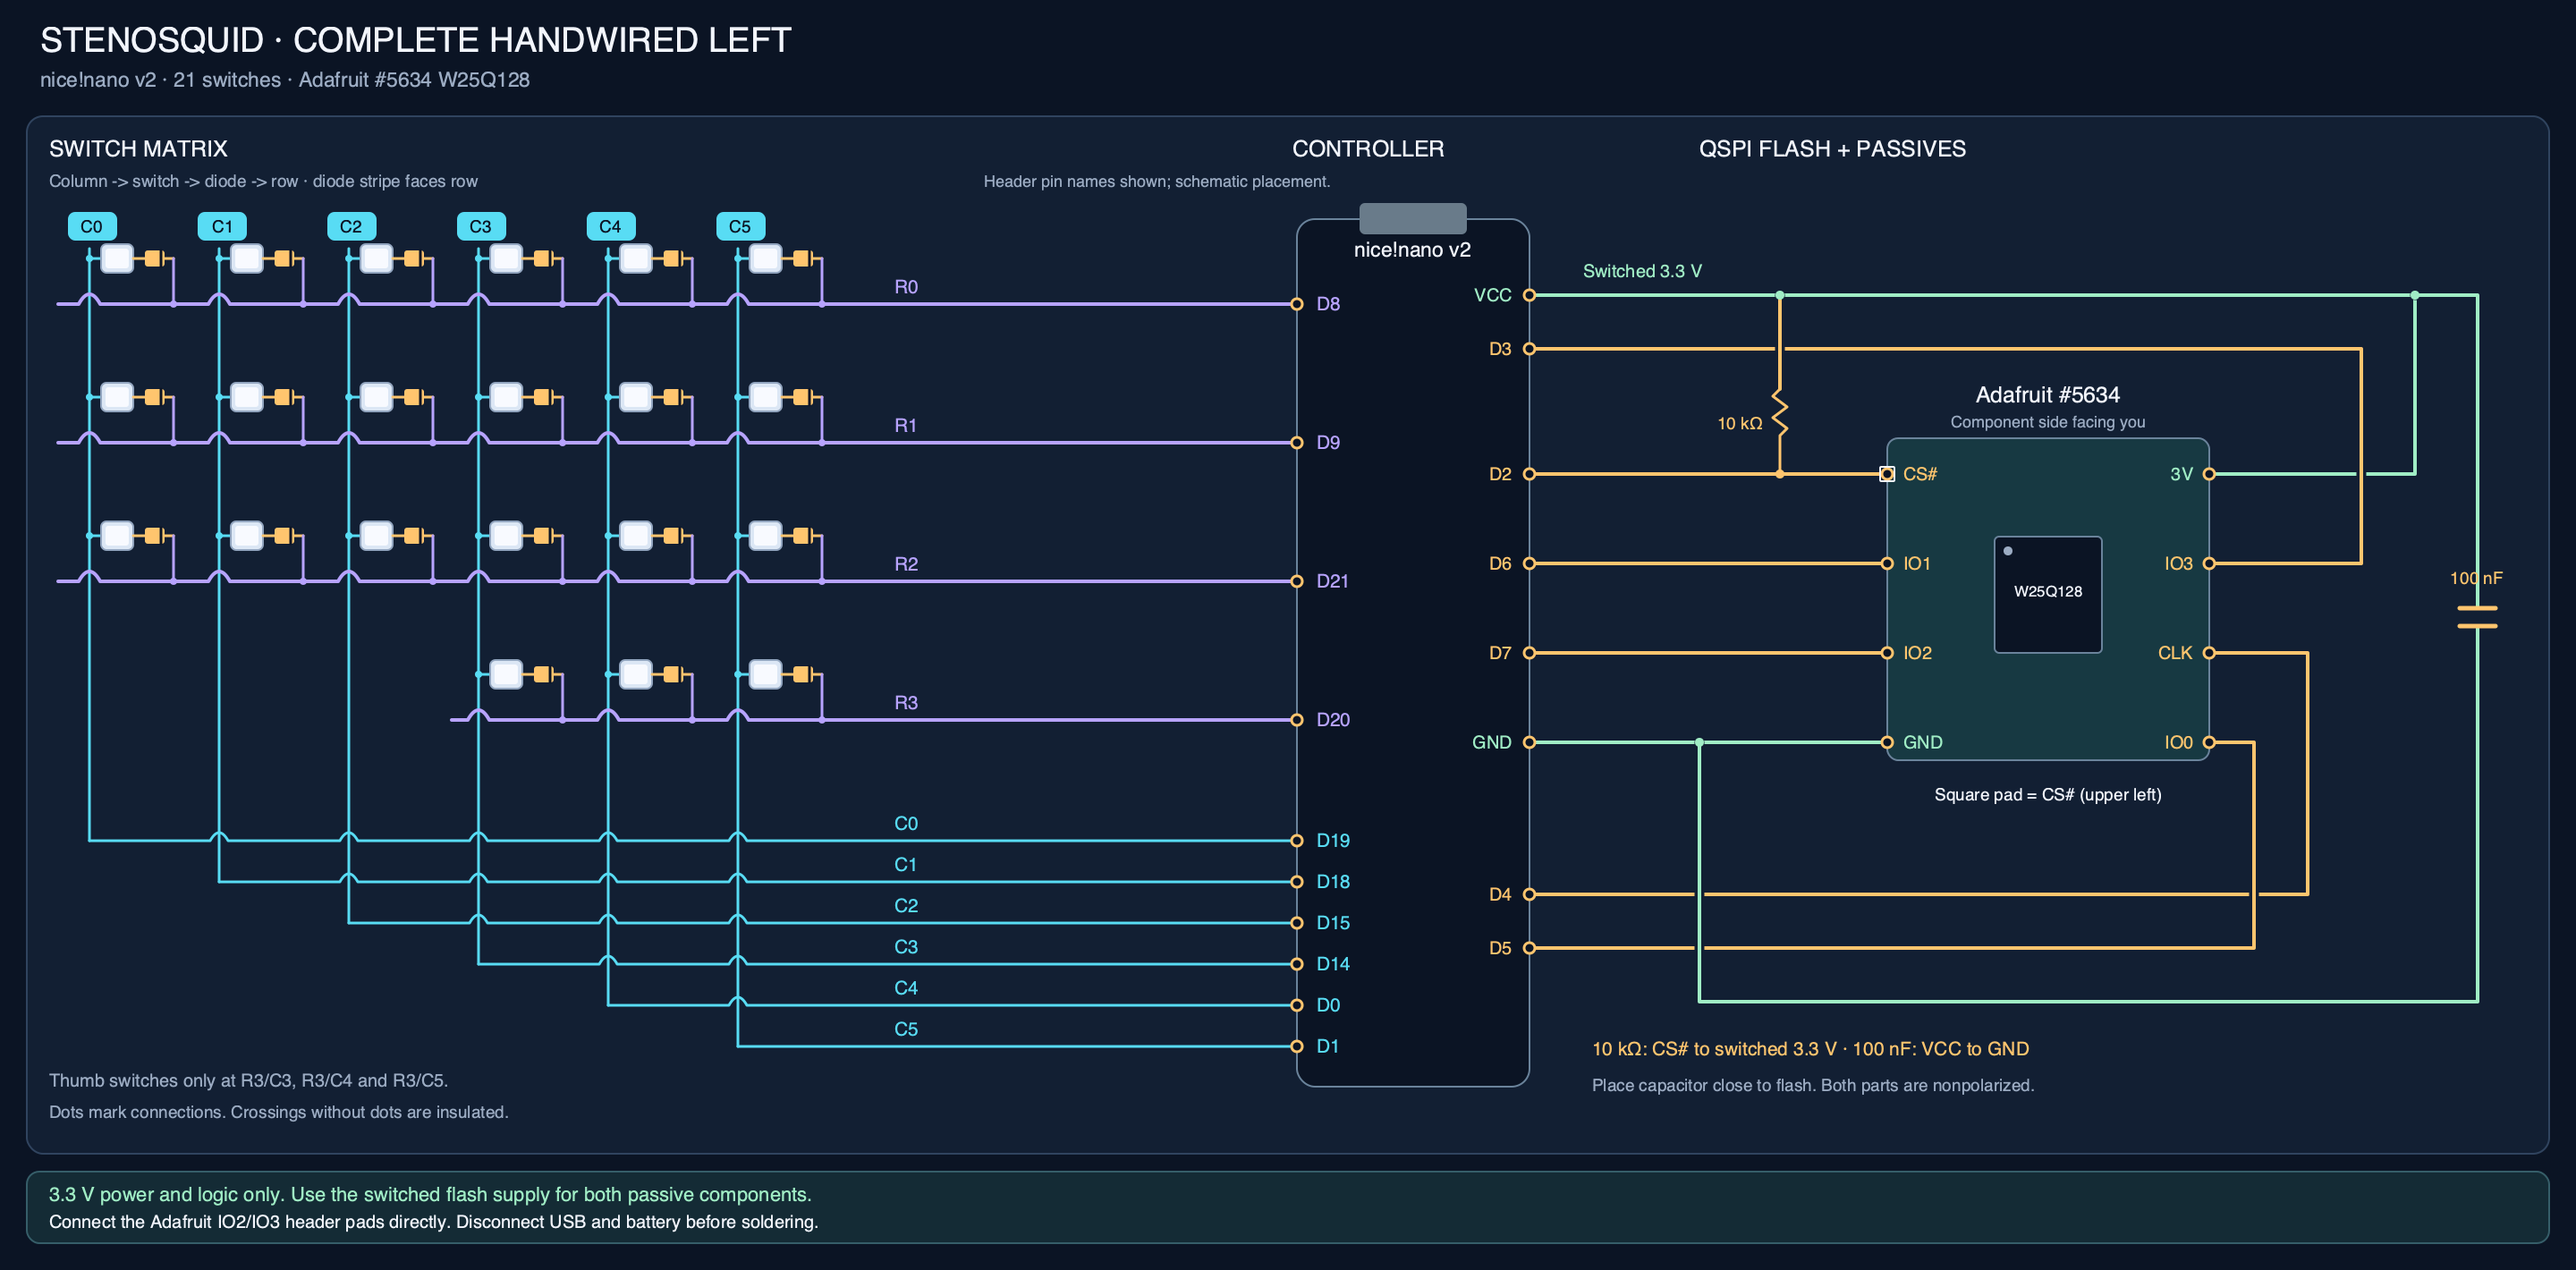 STENOSQUID · COMPLETE HANDWIRED LEFT
nice!nano v2 · 21 switches · Adafruit #5634 W25Q128
SWITCH MATRIX
Column -> switch -> diode -> row · diode stripe faces row
C0
C1
C2
C3
C4
C5
R0
R1
R2
R3
C0
C1
C2
C3
C4
C5
Thumb switches only at R3/C3, R3/C4 and R3/C5.
Dots mark connections. Crossings without dots are insulated.
CONTROLLER
Header pin names shown; schematic placement.
nice!nano v2
D8
D9
D21
D20
D19
D18
D15
D14
D0
D1
VCC
D3
D2
D6
D7
GND
D4
D5
QSPI FLASH + PASSIVES
Switched 3.3 V
10 kΩ
Adafruit #5634
Component side facing you
CS#
IO1
IO2
GND
3V
IO3
CLK
IO0
W25Q128
Square pad = CS# (upper left)
100 nF
10 kΩ: CS# to switched 3.3 V · 100 nF: VCC to GND
Place capacitor close to flash. Both parts are nonpolarized.
3.3 V power and logic only. Use the switched flash supply for both passive components.
Connect the Adafruit IO2/IO3 header pads directly. Disconnect USB and battery before soldering.